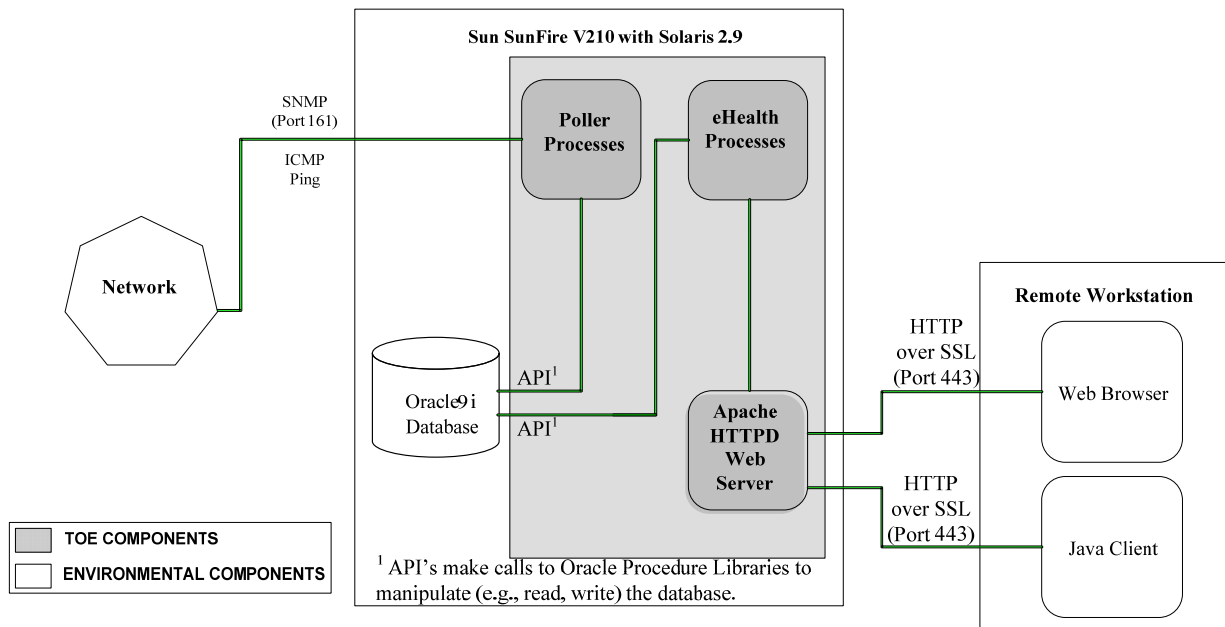 Sun SunFire V210 with Solaris 2.9
SNMP
(Port 161)
ICMP
Ping
Poller
Processes
eHealth
Processes
Network
Remote Workstation
HTTP
over SSL
(Port 443)
Web Browser
Oracle9i
Database
API¹
API¹
Apache
HTTPD
Web
Server
HTTP
over SSL
(Port 443)
Java Client
TOE COMPONENTS
ENVIRONMENTAL COMPONENTS
¹ API's make calls to Oracle Procedure Libraries to
manipulate (e.g., read, write) the database.